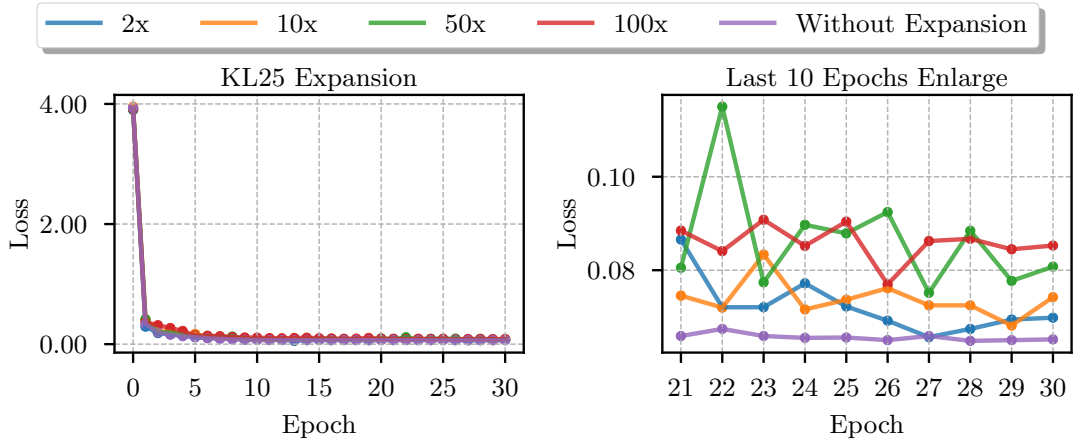 2x 10x 50x 100x Without Expansion
KL25 Expansion
4.00
2.00
0.00
Loss
0 5 10 15 20 25 30
Epoch
Last 10 Epochs Enlarge
0.10
0.08
Loss
21 22 23 24 25 26 27 28 29 30
Epoch